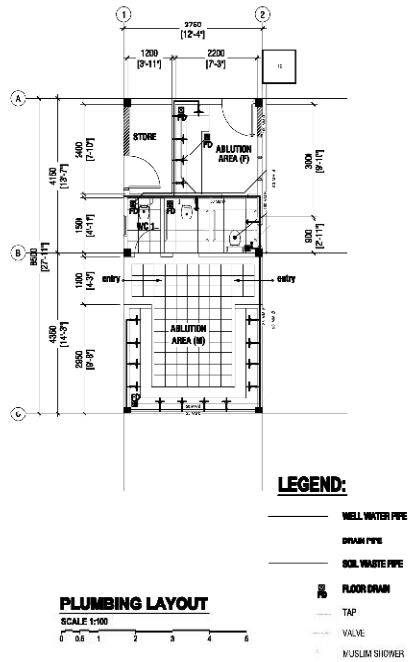 1
2
3750
[12'-4"]
1200
[3'-11"]
2200
[7'-3"]
A
STORE
FD
FD
ABLUTION
AREA (F)
2400
[7'-10"]
4150
[13'-7"]
8500
[27'-11"]
3000
[9'-11"]
FD
FD
WC 1
1500
[4'-1"]
900
[2'-11"]
B
1300
[4'-3"]
entry
entry
ABLUTION
AREA (M)
4350
[14'-3"]
2950
[9'-8"]
FD
C
LEGEND:
WELL WATER PIPE
DRAIN PIPE
SOIL WASTE PIPE
FD
FLOOR DRAIN
TAP
VALVE
MUSLIM SHOWER
PLUMBING LAYOUT
SCALE 1:100
0 0.5 1 2 3 4 5